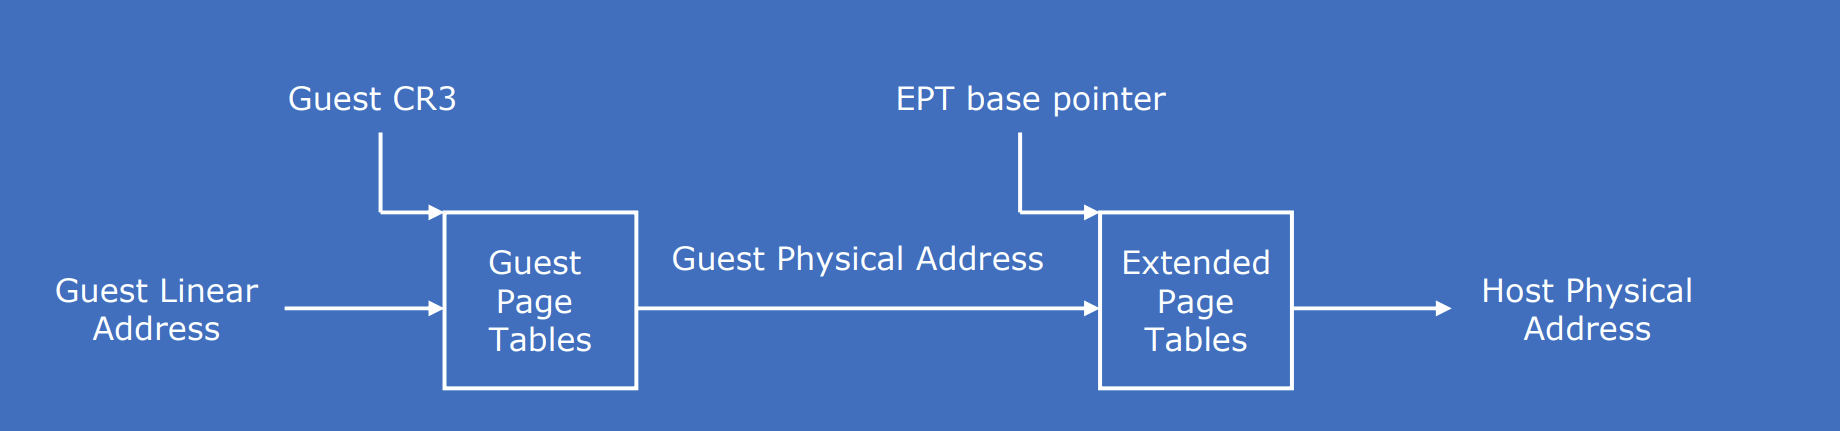 Guest CR3
EPT base pointer
Guest Linear
Address
Guest
Page
Tables
Guest Physical Address
Extended
Page
Tables
Host Physical
Address